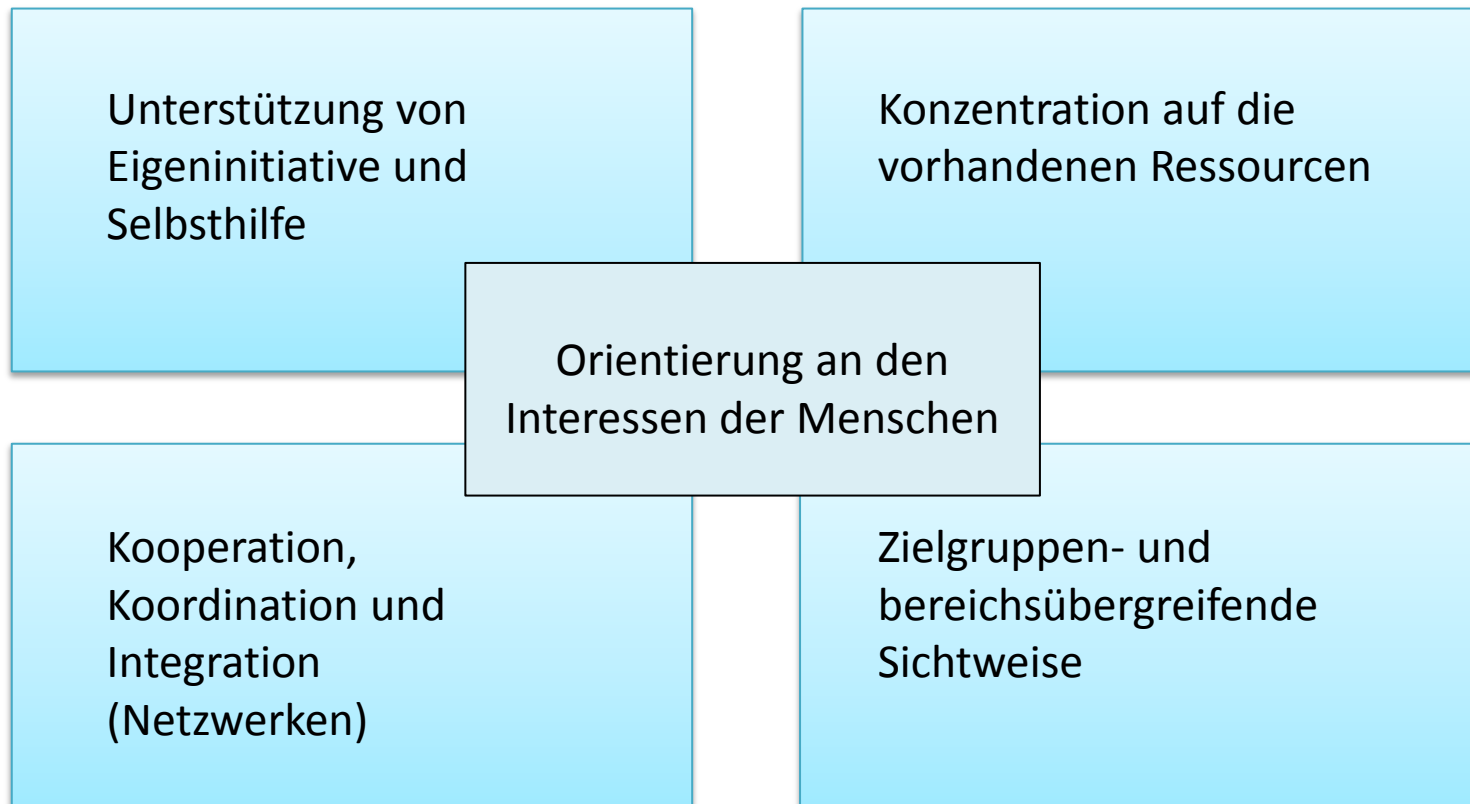 Unterstützung von
Eigeninitiative und
Selbsthilfe
Konzentration auf die
vorhandenen Ressourcen
Orientierung an den
Interessen der Menschen
Kooperation,
Koordination und
Integration
(Netzwerken)
Zielgruppen- und
bereichsübergreifende
Sichtweise